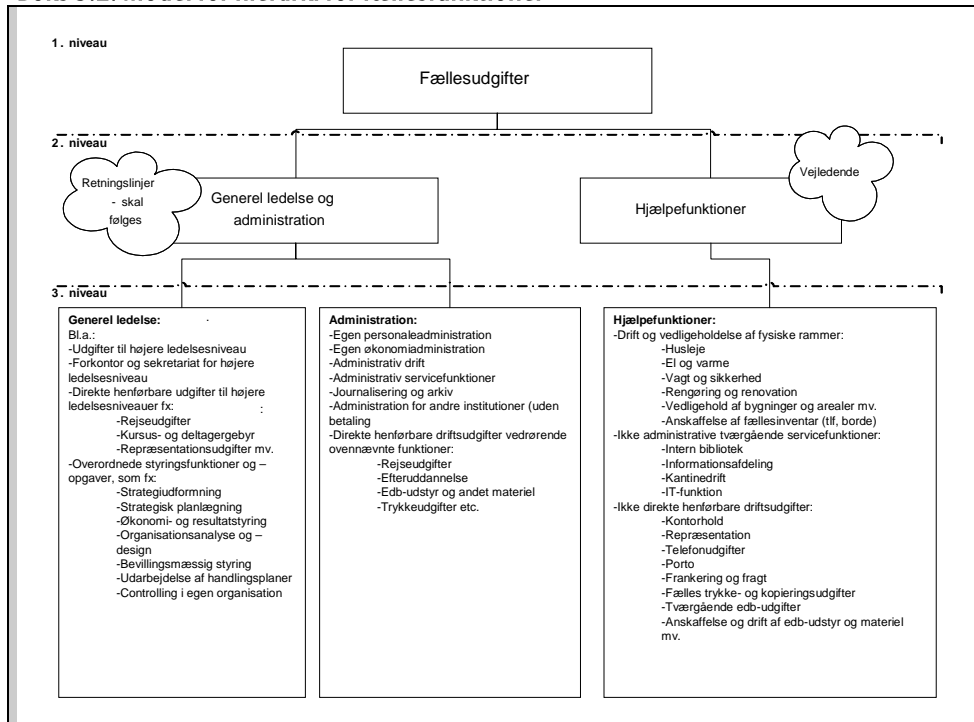 1. niveau
Fællesudgifter
2. niveau
Retningslinjer
- skal
følges
Generel ledelse og
administration
Hjælpefunktioner
Vejledende
3. niveau
Generel ledelse:
Bl.a.:
-Udgifter til højere ledelsesniveau
-Forkontor og sekretariat for højere
ledelsesniveau
-Direkte henførbare udgifter til højere
ledelsesniveauer fx:
-Rejseudgifter
-Kursus- og deltagergebyr
-Repræsentationsudgifter mv.
-Overordnede styringsfunktioner og –
opgaver, som fx:
-Strategiudformning
-Strategisk planlægning
-Økonomi- og resultatstyring
-Organisationsanalyse og –
design
-Bevillingsmæssig styring
-Udarbejdelse af handlingsplaner
-Controlling i egen organisation
Administration:
-Egen personaleadministration
-Egen økonomiadministration
-Administrativ drift
-Administrativ servicefunktioner
-Journalisering og arkiv
-Administration for andre institutioner (uden
betaling
-Direkte henførbare driftsudgifter vedrørende
ovennævnte funktioner:
-Rejseudgifter
-Efteruddannelse
-Edb-udstyr og andet materiel
-Trykkeudgifter etc.
Hjælpefunktioner:
-Drift og vedligeholdelse af fysiske rammer:
-Husleje
-El og varme
-Vagt og sikkerhed
-Rengøring og renovation
-Vedligehold af bygninger og arealer mv.
-Anskaffelse af fællesinventar (tlf, borde)
-Ikke administrative tværgående servicefunktioner:
-Intern bibliotek
-Informationsafdeling
-Kantinedrift
-IT-funktion
-Ikke direkte henførbare driftsudgifter:
-Kontorhold
-Repræsentation
-Telefonudgifter
-Porto
-Frankering og fragt
-Fælles trykke- og kopieringsudgifter
-Tværgående edb-udgifter
-Anskaffelse og drift af edb-udstyr og materiel
mv.